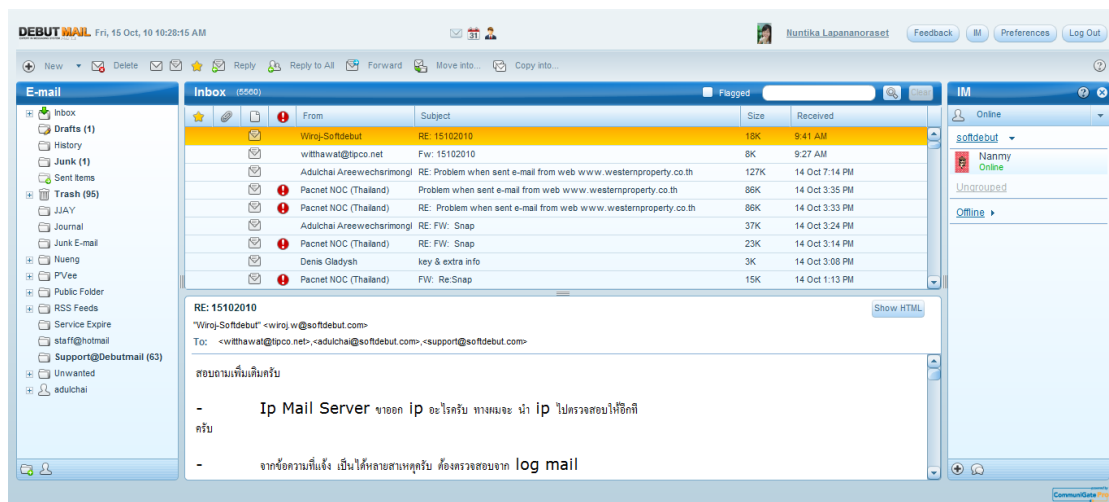 DEBUT MAIL Fri, 15 Oct, 10 10:28:15 AM
31
Nuntika Lapananoraset Feedback IM Preferences Log Out
New Delete Reply Reply to All Forward Move into... Copy into...
E-mail
Inbox
Drafts (1)
History
Junk (1)
Sent Items
Trash (95)
JJAY
Journal
Junk E-mail
Nueng
P'Vee
Public Folder
RSS Feeds
Service Expire
staff@hotmail
Support@Debutmail (63)
Unwanted
adulchai
Inbox (5560) Flagged Clear
From Subject Size Received
Wiroj-Softdebut RE: 15102010 18K 9:41 AM
witthawat@tipco.net Fw: 15102010 8K 9:27 AM
Adulchai Areewechsrimongl RE: Problem when sent e-mail from web www.westernproperty.co.th 127K 14 Oct 7:14 PM
Pacnet NOC (Thailand) Problem when sent e-mail from web www.westernproperty.co.th 86K 14 Oct 3:35 PM
Pacnet NOC (Thailand) RE: Problem when sent e-mail from web www.westernproperty.co.th 86K 14 Oct 3:33 PM
Adulchai Areewechsrimongl RE: FW: Snap 37K 14 Oct 3:24 PM
Pacnet NOC (Thailand) RE: FW: Snap 23K 14 Oct 3:14 PM
Denis Gladysh key & extra info 3K 14 Oct 3:08 PM
Pacnet NOC (Thailand) FW: Re:Snap 15K 14 Oct 1:13 PM
RE: 15102010 Show HTML
"Wiroj-Softdebut" <wiroj.w@softdebut.com>
To: <witthawat@tipco.net>,<adulchai@softdebut.com>,<support@softdebut.com>
สอบถามเพิ่มเติมครับ
- Ip Mail Server ขาออก ip อะไรครับ ทางผมจะ นำ ip ไปตรวจสอบให้อีกที
ครับ
- จากข้อความที่แจ้ง เป็นได้หลายสาเหตุครับ ต้องตรวจสอบจาก log mail
IM
Online
softdebut
Nanmy
Online
Ungrouped
Offline
CommuniGate Pro